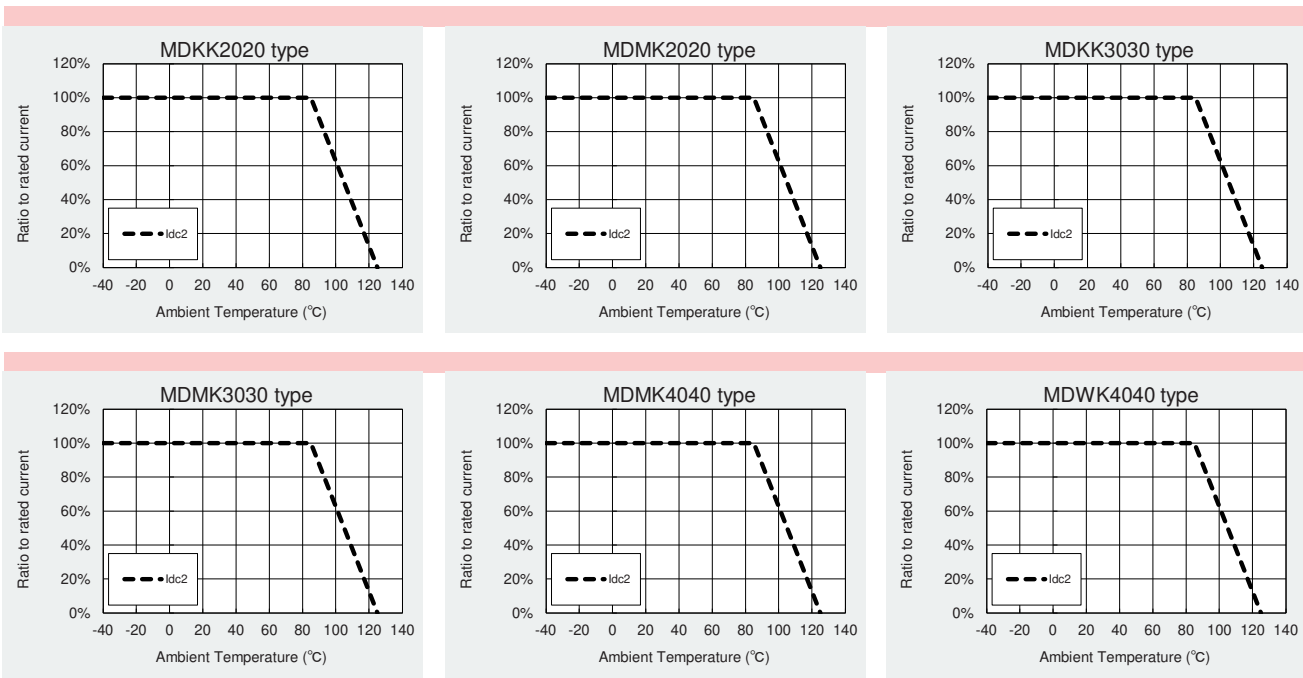 MDKK2020 type
120%
100%
80%
60%
40%
20%
0%
Ratio to rated current
Idc2
-40 -20 0 20 40 60 80 100 120 140
Ambient Temperature (℃)
MDMK2020 type
120%
100%
80%
60%
40%
20%
0%
Ratio to rated current
Idc2
-40 -20 0 20 40 60 80 100 120 140
Ambient Temperature (℃)
MDKK3030 type
120%
100%
80%
60%
40%
20%
0%
Ratio to rated current
Idc2
-40 -20 0 20 40 60 80 100 120 140
Ambient Temperature (℃)
MDMK3030 type
120%
100%
80%
60%
40%
20%
0%
Ratio to rated current
Idc2
-40 -20 0 20 40 60 80 100 120 140
Ambient Temperature (℃)
MDMK4040 type
120%
100%
80%
60%
40%
20%
0%
Ratio to rated current
Idc2
-40 -20 0 20 40 60 80 100 120 140
Ambient Temperature (℃)
MDWK4040 type
120%
100%
80%
60%
40%
20%
0%
Ratio to rated current
Idc2
-40 -20 0 20 40 60 80 100 120 140
Ambient Temperature (℃)